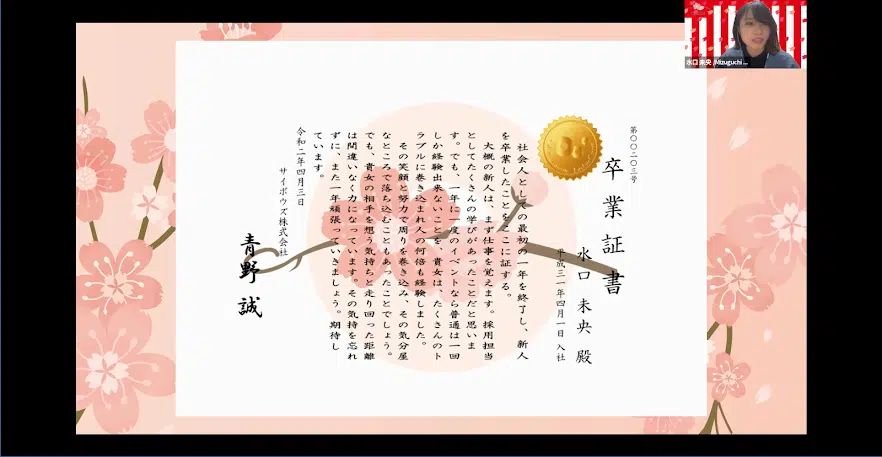 第〇〇二〇三号
卒業証書
水口 未央 殿
平成三一年四月一日 入社
社会人としての最初の一年を終了し、新人
を卒業したことをここに証する。
大概の新人は、まず仕事を覚えます。採用担当
としてたくさんの学びがあったことだと思いま
す。でも、一年に一度のイベントなら普通は一回
しか経験出来ないことを、貴女は、たくさんのト
ラブルに巻き込まれ人の何倍も経験しました。
その笑顔と努力で周りを巻き込み、その気分屋
なところで落ち込むこともあったことでしょう。
でも、貴女の相手を想う気持ちと走り回った距離
は間違いなく力になっています。その気持を忘れ
ずに、また一年頑張っていきましょう。期待し
ています。
令和二年四月三日
サイボウズ株式会社
青野 誠
水口 未央 /Mizuguchi ...